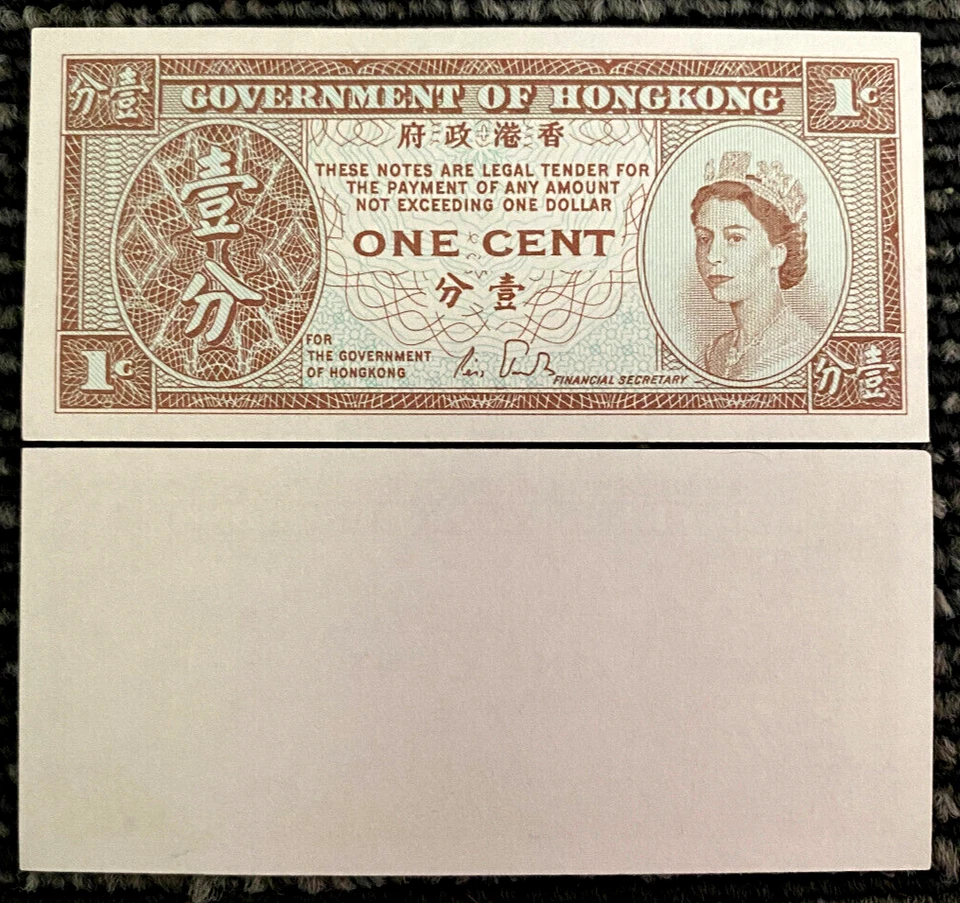 分壹
GOVERNMENT OF HONGKONG
1c
府政港香
THESE NOTES ARE LEGAL TENDER FOR
THE PAYMENT OF ANY AMOUNT
NOT EXCEEDING ONE DOLLAR
壹
分
ONE CENT
分壹
FOR
THE GOVERNMENT
OF HONGKONG
FINANCIAL SECRETARY
1c
分壹